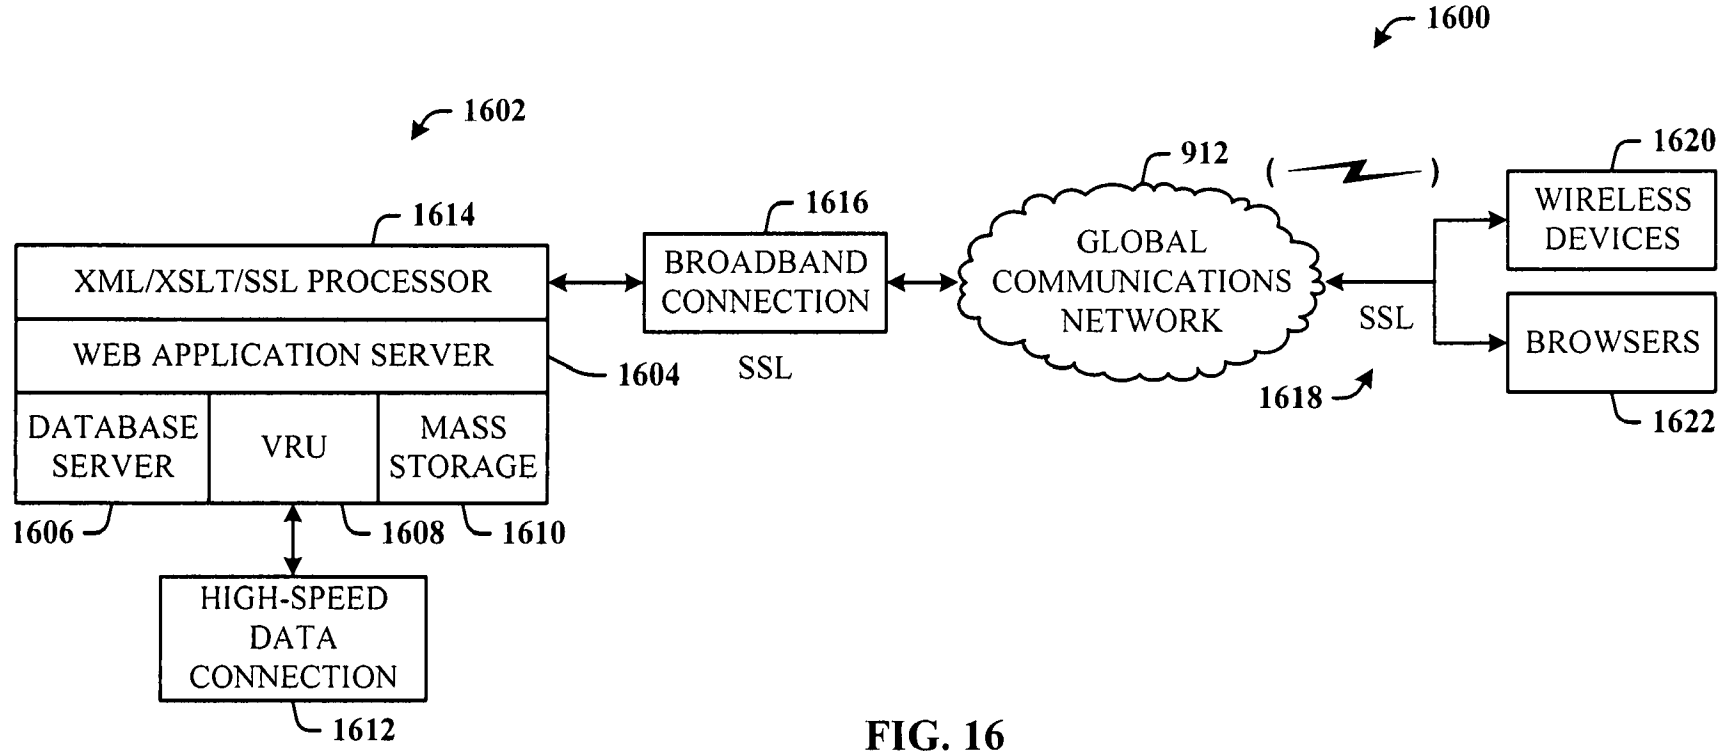 1600
1602
912
1620
WIRELESS
DEVICES
1614
1616
XML/XSLT/SSL PROCESSOR
BROADBAND
CONNECTION
GLOBAL
COMMUNICATIONS
NETWORK
SSL
BROWSERS
WEB APPLICATION SERVER
1604
SSL
1618
1622
DATABASE
SERVER
VRU
MASS
STORAGE
1606
1608
1610
HIGH-SPEED
DATA
CONNECTION
1612
FIG. 16